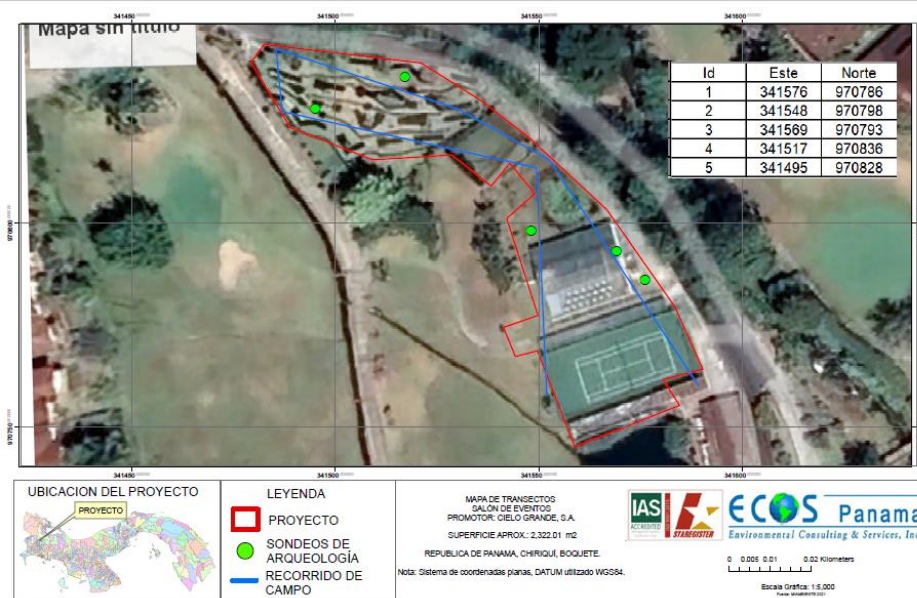 341450
341500
341550
341600
Mapa sin título
Id Este Norte
1 341576 970786
2 341548 970798
3 341569 970793
4 341517 970836
5 341495 970828
970800
970750
341450
341500
341550
341600
UBICACION DEL PROYECTO
PROYECTO
LEYENDA
PROYECTO
SONDEOS DE
ARQUEOLOGÍA
RECORRIDO DE
CAMPO
MAPA DE TRANSECTOS
SALÓN DE EVENTOS
PROMOTOR: CIELO GRANDE, S.A.
SUPERFICIE APROX.: 2,322.01 m2
REPUBLICA DE PANAMA, CHIRIQUÍ, BOQUETE.
Nota: Sistema de coordenadas planas, DATUM utilizado WGS84.
IAS
ACCREDITED
STAREGISTER
ECOS Panama
Environmental Consulting & Services, Inc
0 0.005 0.01 0.02 Kilometers
Escala Gráfica: 1:5,000